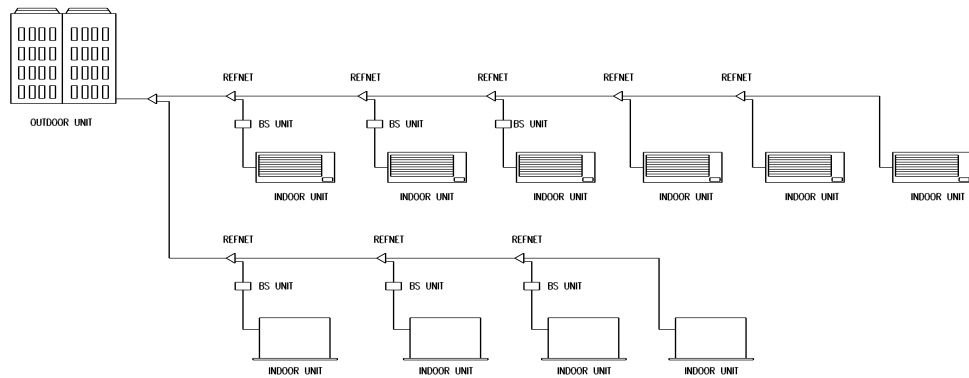 REFNET REFNET REFNET REFNET REFNET
OUTDOOR UNIT
BS UNIT BS UNIT BS UNIT
INDOOR UNIT INDOOR UNIT INDOOR UNIT INDOOR UNIT INDOOR UNIT INDOOR UNIT
REFNET REFNET REFNET
BS UNIT BS UNIT BS UNIT
INDOOR UNIT INDOOR UNIT INDOOR UNIT INDOOR UNIT